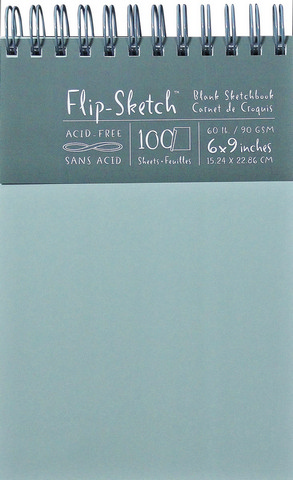 Flip-Sketch™
Blank Sketchbook
Carnet de Croquis
ACID-FREE
SANS ACID
100
Sheets • Feuilles
60 lb. / 90 GSM
6x9 inches
15.24 X 22.86 CM